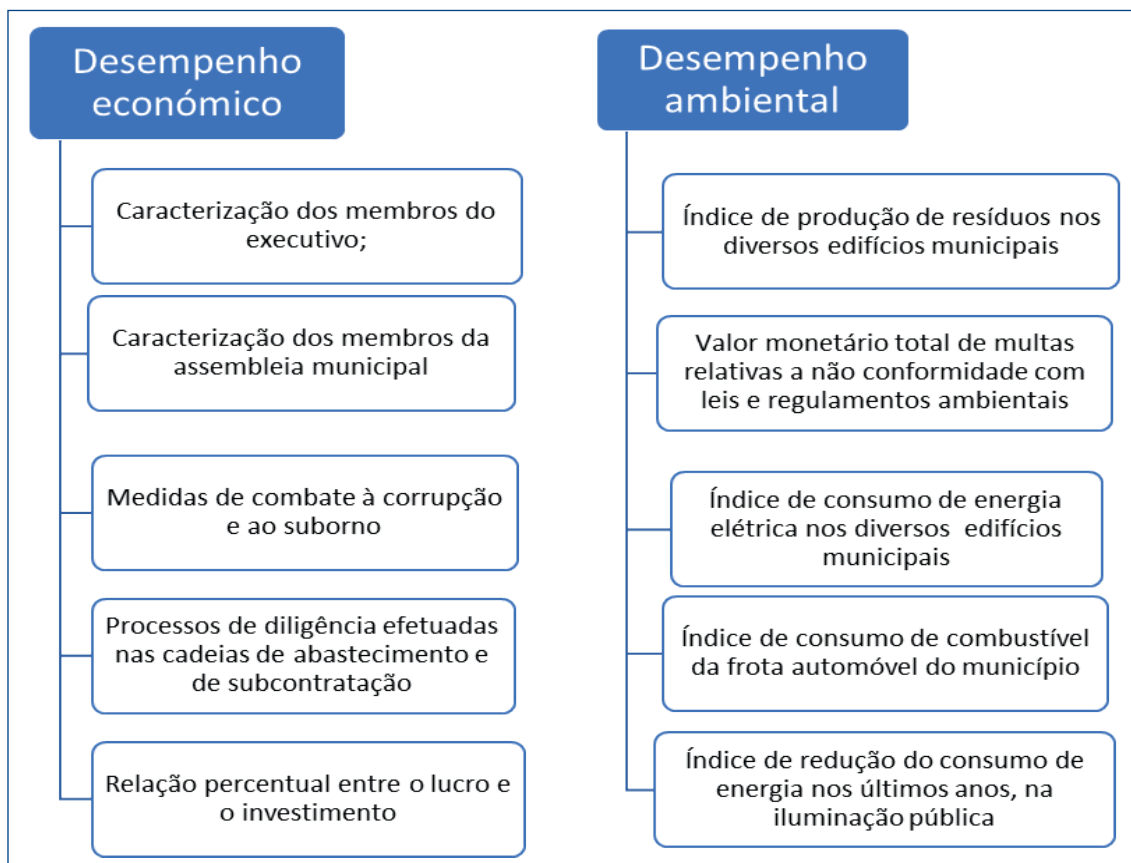 Desempenho
económico
Caracterização dos membros do
executivo;
Caracterização dos membros da
assembleia municipal
Medidas de combate à corrupção
e ao suborno
Processos de diligência efetuadas
nas cadeias de abastecimento e
de subcontratação
Relação percentual entre o lucro e
o investimento
Desempenho
ambiental
Índice de produção de resíduos nos
diversos edifícios municipais
Valor monetário total de multas
relativas a não conformidade com
leis e regulamentos ambientais
Índice de consumo de energia
elétrica nos diversos edifícios
municipais
Índice de consumo de combustível
da frota automóvel do município
Índice de redução do consumo de
energia nos últimos anos, na
iluminação pública